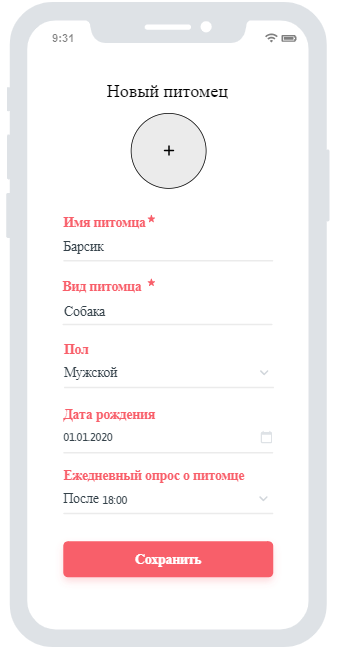 9:31
Новый питомец
+
Имя питомца *
Барсик
Вид питомца *
Собака
Пол
Мужской
Дата рождения
01.01.2020
Ежедневный опрос о питомце
После 18:00
Сохранить